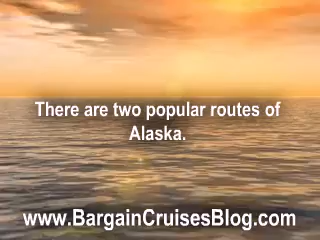 There are two popular routes of
Alaska.
www.BargainCruisesBlog.com